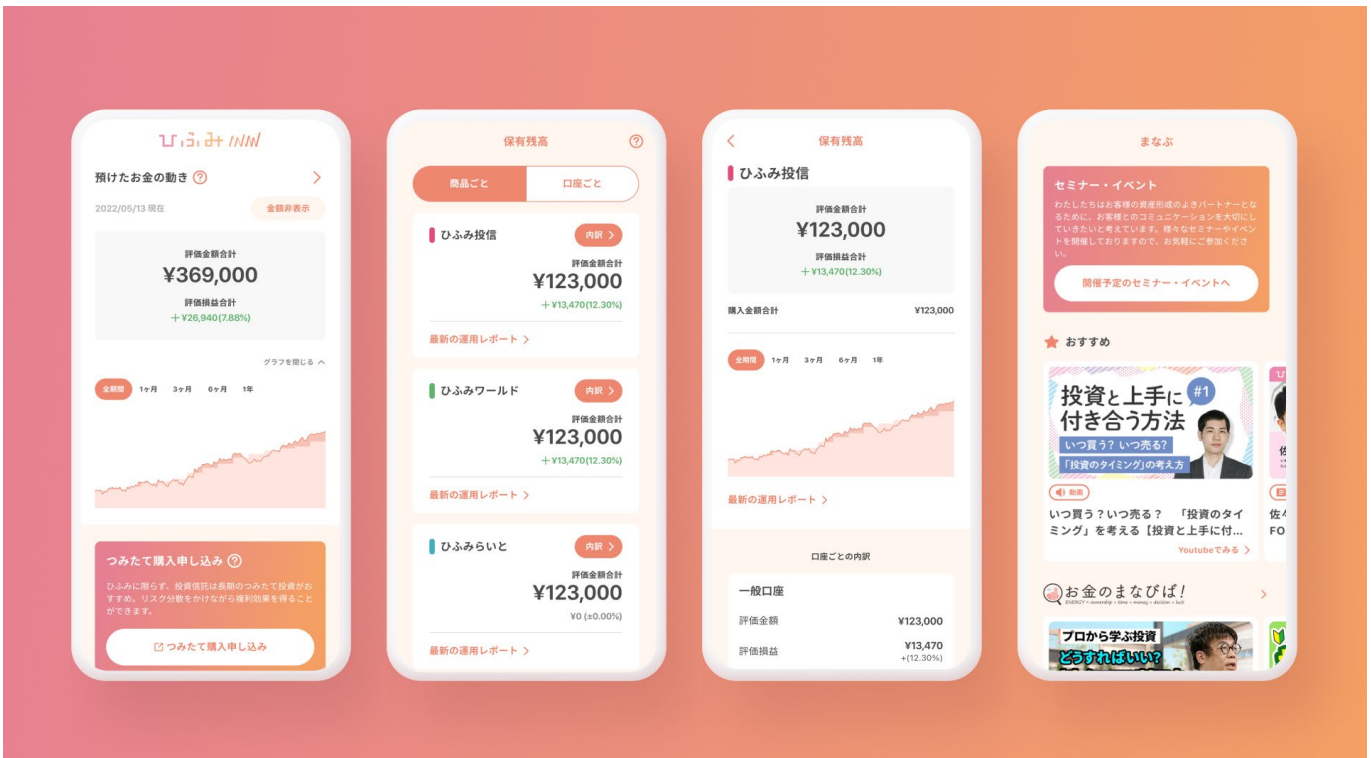 ひふみ
預けたお金の動き ?
2022/05/13 現在
金額非表示
評価金額合計
¥369,000
評価損益合計
+¥26,940(7.88%)
グラフを閉じる
全期間 1ヶ月 3ヶ月 6ヶ月 1年
つみたて購入申し込み ?
ひふみに限らず、投資信託は長期のつみたて投資がお
すすめ。リスク分散をかけながら複利効果を得ること
ができます。
つみたて購入申し込み
保有残高 ?
商品ごと 口座ごと
ひふみ投信
内訳
評価金額合計
¥123,000
+¥13,470(12.30%)
最新の運用レポート
ひふみワールド
内訳
評価金額合計
¥123,000
+¥13,470(12.30%)
最新の運用レポート
ひふみらいと
内訳
評価金額合計
¥123,000
¥0 (±0.00%)
最新の運用レポート
保有残高
ひふみ投信
評価金額合計
¥123,000
評価損益合計
+¥13,470(12.30%)
購入金額合計 ¥123,000
全期間 1ヶ月 3ヶ月 6ヶ月 1年
最新の運用レポート
口座ごとの内訳
一般口座
評価金額 ¥123,000
評価損益 ¥13,470
+(12.30%)
まなぶ
セミナー・イベント
わたしたちはお客様の資産形成のよきパートナーとな
るために、お客様とのコミュニケーションを大切にし
ていきたいと考えています。様々なセミナーやイベン
トを開催しておりますので、お気軽にご参加くださ
い。
開催予定のセミナー・イベントへ
おすすめ
投資と上手に #1
付き合う方法
いつ買う? いつ売る?
「投資のタイミング」の考え方
動画
いつ買う?いつ売る? 「投資のタイ
ミング」を考える【投資と上手に付...
Youtubeでみる
佐
FO
お金のまなびば!
プロから学ぶ投資
どうすればいい?